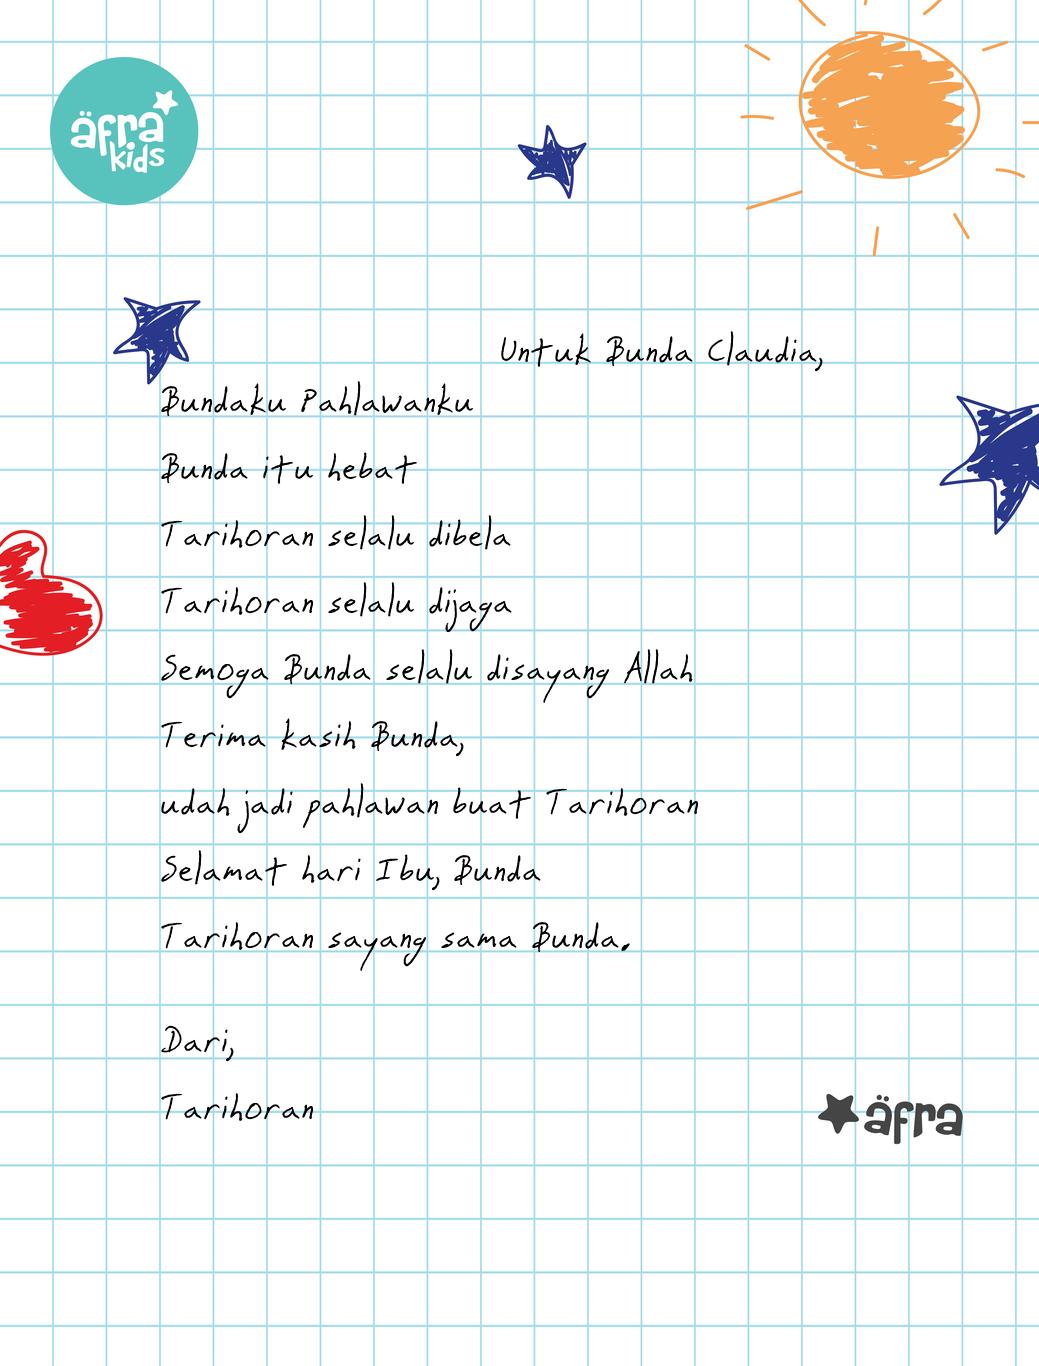 äfra
kids
Untuk Bunda Claudia,
Bundaku Pahlawanku
Bunda itu hebat
Tarihoran selalu dibela
Tarihoran selalu dijaga
Semoga Bunda selalu disayang Allah
Terima kasih Bunda,
udah jadi pahlawan buat Tarihoran
Selamat hari Ibu, Bunda
Tarihoran sayang sama Bunda.
Dari,
Tarihoran
äfra